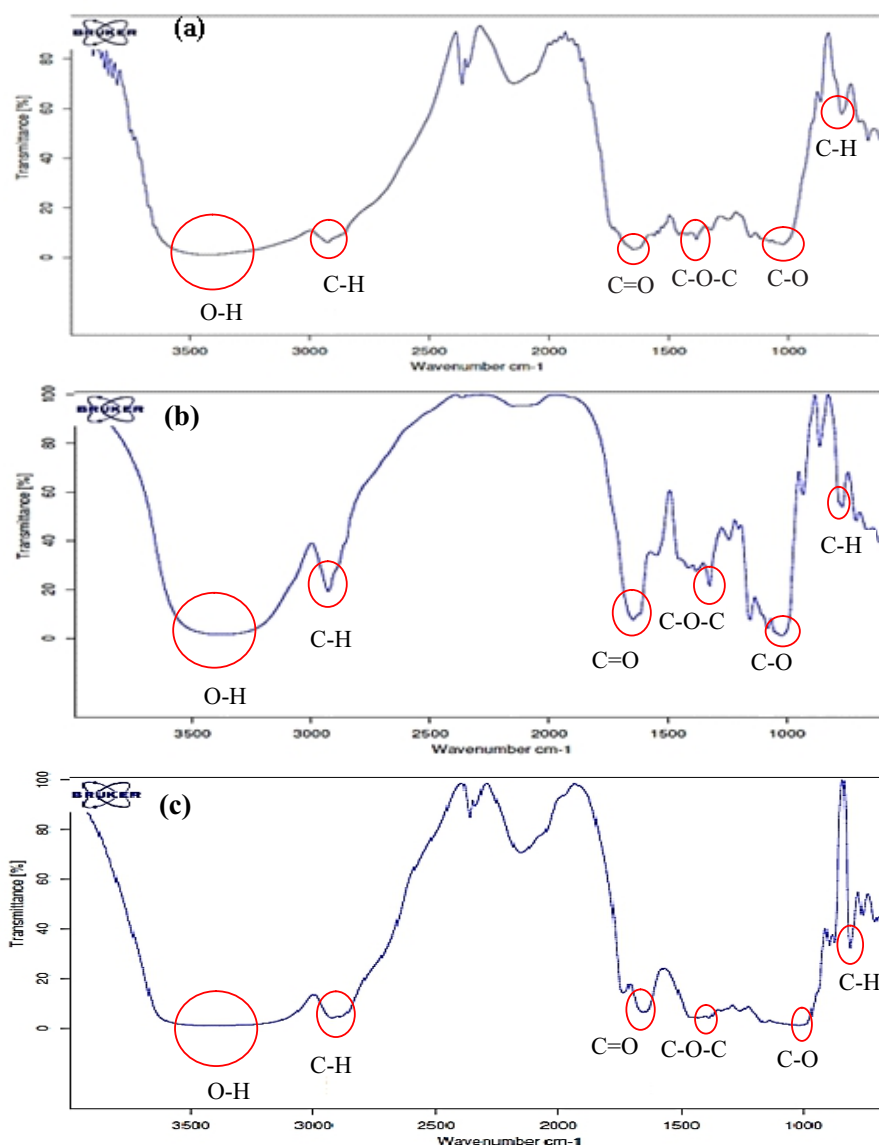 BRUKER
(a)
Transmittance [%]
80
60
40
20
0
O-H
C-H
C=O
C-O-C
C-O
C-H
3500
3000
2500
2000
1500
1000
Wavenumber cm-1
BRUKER
(b)
Transmittance [%]
100
80
60
40
20
0
O-H
C-H
C=O
C-O-C
C-O
C-H
3500
3000
2500
2000
1500
1000
Wavenumber cm-1
BRUKER
(c)
Transmittance [%]
100
80
60
40
20
0
O-H
C-H
C=O
C-O-C
C-O
C-H
3500
3000
2500
2000
1500
1000
Wavenumber cm-1